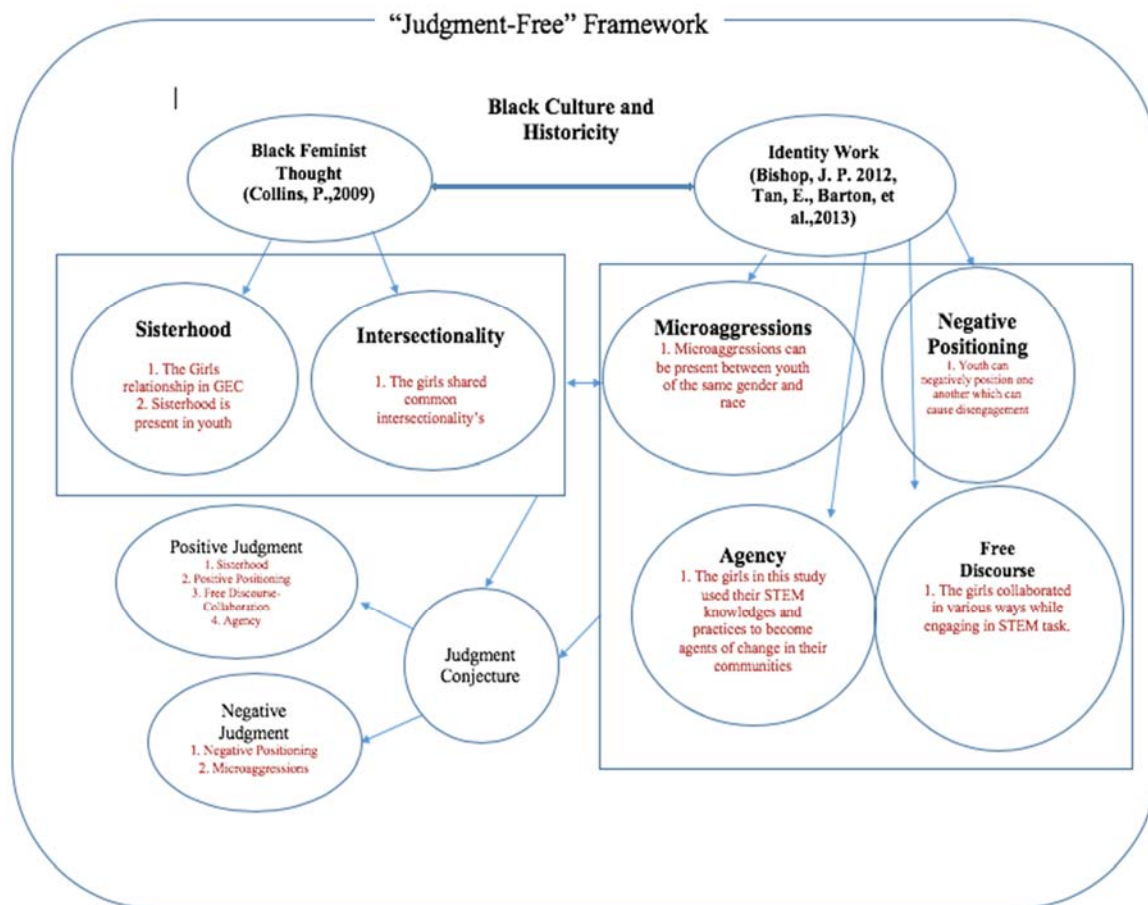 “Judgment-Free” Framework
Black Culture and
Historicity
Black Feminist
Thought
(Collins, P.,2009)
Identity Work
(Bishop, J. P. 2012,
Tan, E., Barton, et
al.,2013)
Sisterhood
1. The Girls
relationship in GEC
2. Sisterhood is
present in youth
Intersectionality
1. The girls shared
common
intersectionality’s
Microaggressions
1. Microaggressions can
be present between youth
of the same gender and
race
Negative
Positioning
1. Youth can
negatively position one
another which can
cause disengagement
Positive Judgment
1. Sisterhood
2. Positive Positioning
3. Free Discourse-
Collaboration
4. Agency
Judgment
Conjecture
Negative
Judgment
1. Negative Positioning
2. Microaggressions
Agency
1. The girls in this study
used their STEM
knowledges and
practices to become
agents of change in their
communities
Free
Discourse
1. The girls collaborated
in various ways while
engaging in STEM task.